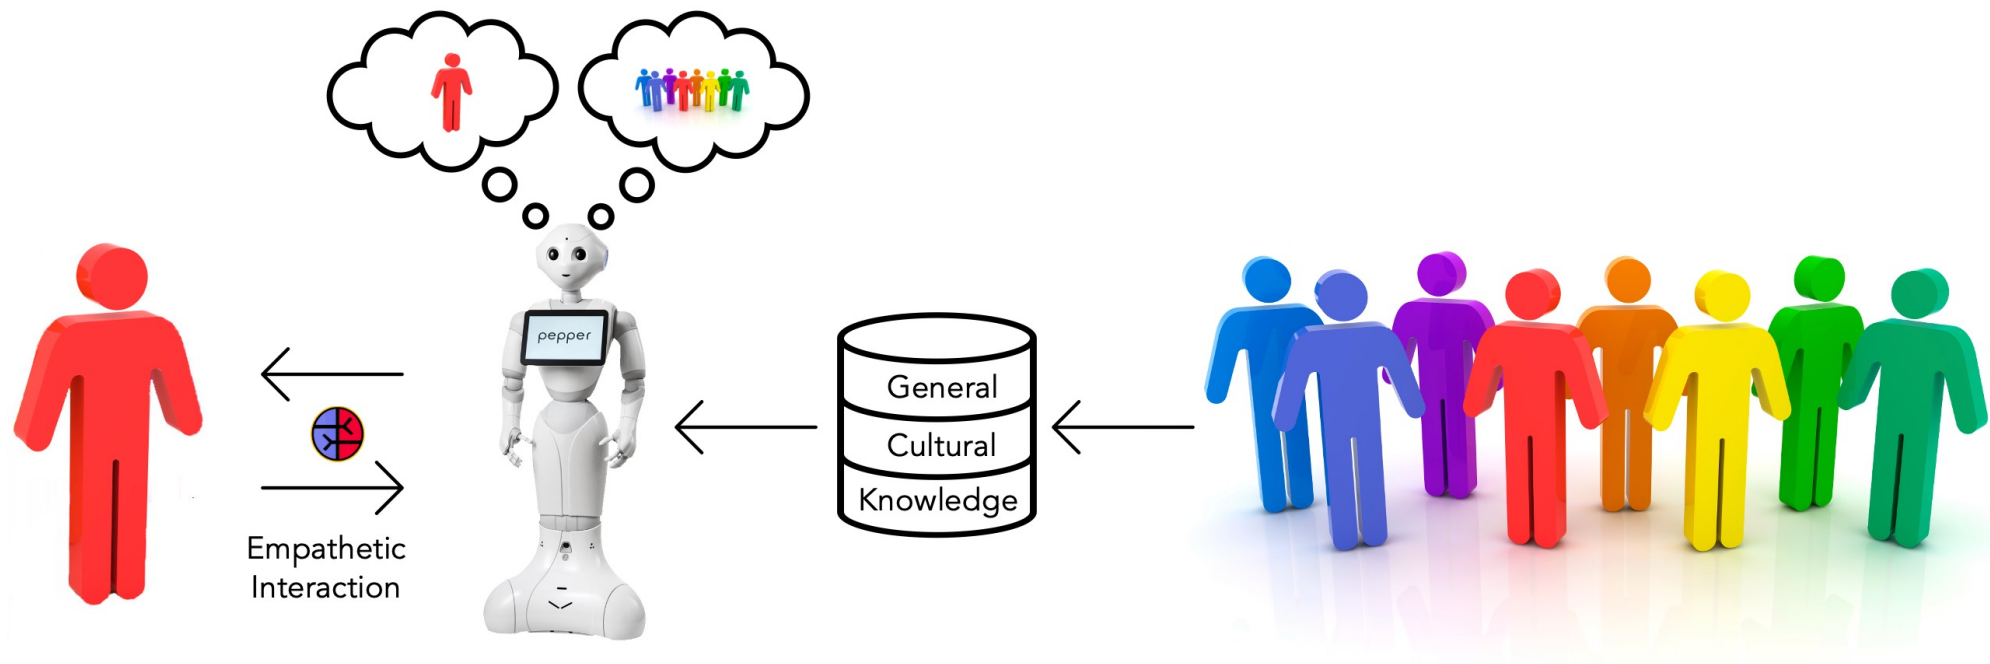 pepper
General
Cultural
Knowledge
Empathetic
Interaction